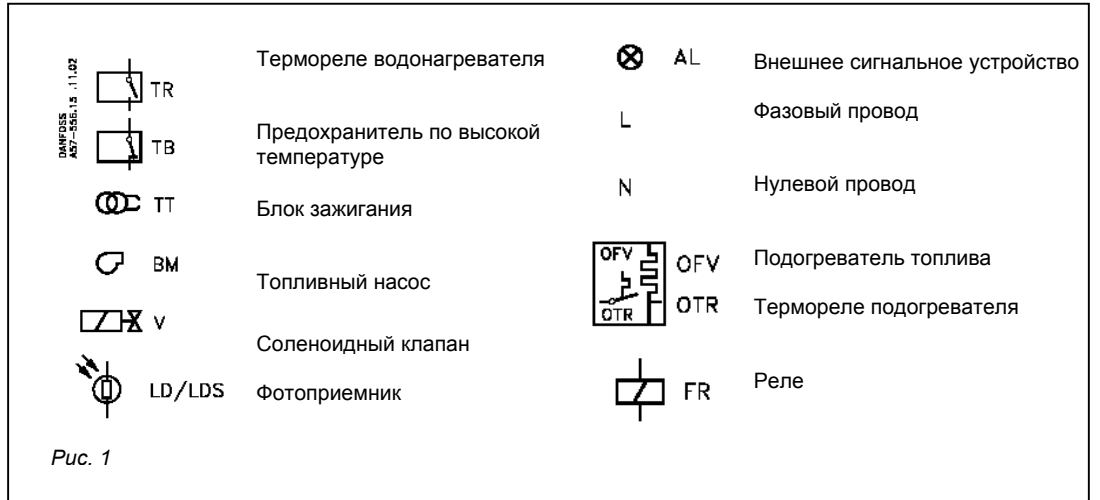 DANFOSS
A57-556.15 .11.02
TR
Термореле водонагревателя
TB
Предохранитель по высокой
температуре
TT
Блок зажигания
BM
Топливный насос
V
Соленоидный клапан
LD/LDS
Фотоприемник
AL
Внешнее сигнальное устройство
L
Фазовый провод
N
Нулевой провод
OFV
OTR
OFV
Подогреватель топлива
OTR
Термореле подогревателя
FR
Реле
Рис. 1